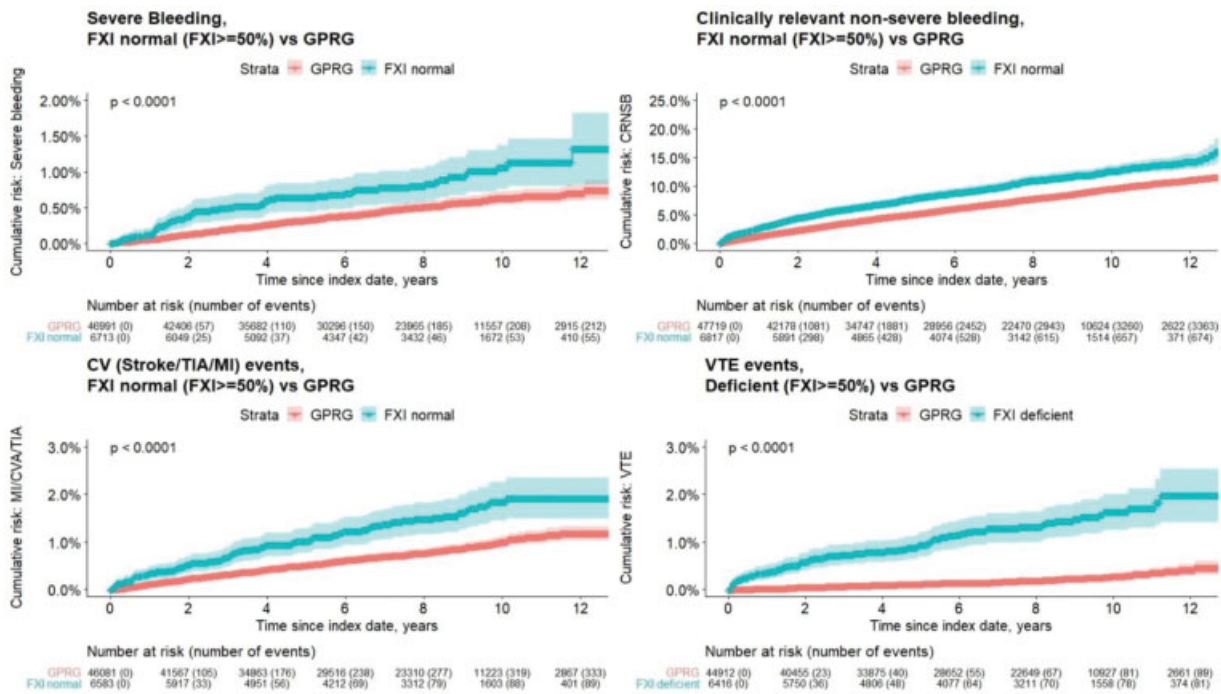 Severe Bleeding,
FXI normal (FXI>=50%) vs GPRG
Strata GPRG FXI normal
Cumulative risk: Severe bleeding
2.00%
1.50%
1.00%
0.50%
0.00%
p < 0.0001
0 2 4 6 8 10 12
Time since index date, years
Number at risk (number of events)
GPRG 46991 (0) 42406 (57) 35682 (110) 30296 (150) 23965 (185) 11557 (208) 2915 (212)
FXI normal 6713 (0) 6049 (25) 5092 (37) 4347 (42) 3432 (46) 1672 (53) 410 (55)
Clinically relevant non-severe bleeding,
FXI normal (FXI>=50%) vs GPRG
Strata GPRG FXI normal
Cumulative risk: CRNSB
25.0%
20.0%
15.0%
10.0%
5.0%
0.0%
p < 0.0001
0 2 4 6 8 10 12
Time since index date, years
Number at risk (number of events)
GPRG 47719 (0) 42178 (1081) 34747 (1881) 28956 (2452) 22470 (2943) 10624 (3260) 2622 (3363)
FXI normal 6817 (0) 5891 (298) 4865 (428) 4074 (528) 3142 (615) 1514 (657) 371 (674)
CV (Stroke/TIA/MI) events,
FXI normal (FXI>=50%) vs GPRG
Strata GPRG FXI normal
Cumulative risk: MI/CVA/TIA
3.0%
2.0%
1.0%
0.0%
p < 0.0001
0 2 4 6 8 10 12
Time since index date, years
Number at risk (number of events)
GPRG 46081 (0) 41567 (105) 34863 (176) 29516 (238) 23310 (277) 11223 (319) 2867 (333)
FXI normal 6583 (0) 5917 (33) 4951 (56) 4212 (69) 3312 (79) 1603 (88) 401 (89)
VTE events,
Deficient (FXI>=50%) vs GPRG
Strata GPRG FXI deficient
Cumulative risk: VTE
3.0%
2.0%
1.0%
0.0%
p < 0.0001
0 2 4 6 8 10 12
Time since index date, years
Number at risk (number of events)
GPRG 44912 (0) 40455 (23) 33875 (40) 28652 (55) 22649 (67) 10927 (81) 2661 (89)
FXI deficient 6416 (0) 5750 (36) 4806 (48) 4077 (64) 3211 (70) 1558 (78) 374 (81)